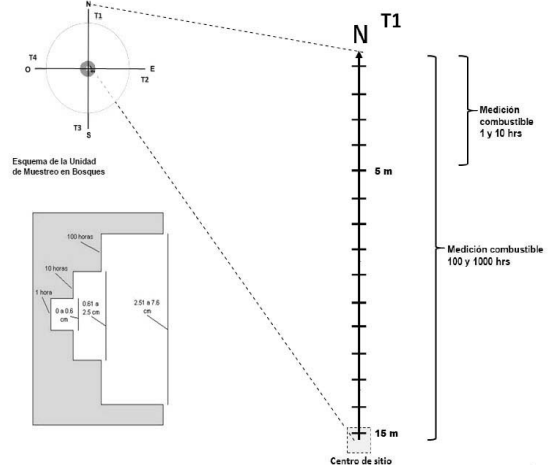 N
T1
T4
O
E
T2
T3
S
Esquema de la Unidad
de Muestreo en Bosques
N
T1
Medición
combustible
1 y 10 hrs
5 m
Medición combustible
100 y 1000 hrs
15 m
Centro de sitio
100 horas
10 horas
1 hora
0 a 0.6
cm
0.61 a
2.5 cm
2.51 a 7.6
cm